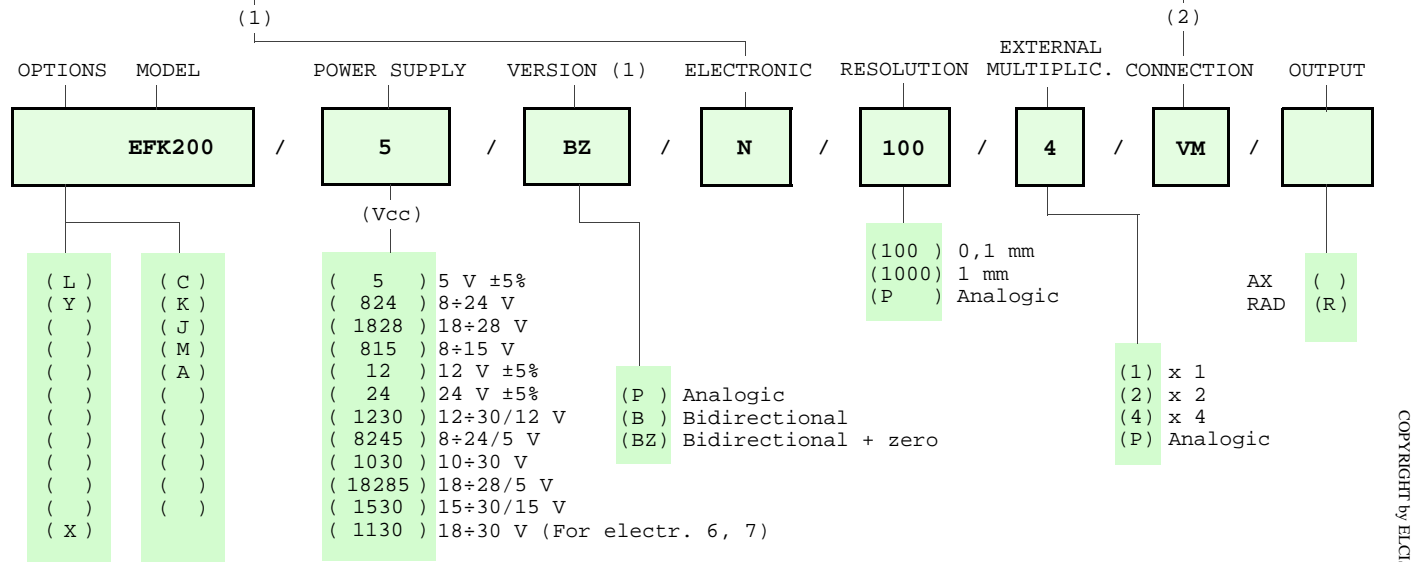 (1) (2)
EXTERNAL
OPTIONS MODEL POWER SUPPLY VERSION (1) ELECTRONIC RESOLUTION MULTIPLIC. CONNECTION OUTPUT
EFK200 / 5 / BZ / N / 100 / 4 / VM /
(Vcc)
(100 ) 0,1 mm
(1000) 1 mm
(P ) Analogic
(L) (C) ( 5 ) 5 V ±5% AX ( )
(Y) (K) ( 824 ) 8÷24 V RAD (R)
( ) (J) ( 1828 ) 18÷28 V
( ) (M) ( 815 ) 8÷15 V
( ) (A) ( 12 ) 12 V ±5% (1) x 1
( ) ( ) ( 24 ) 24 V ±5% (P ) Analogic (2) x 2
( ) ( ) ( 1230 ) 12÷30/12 V (B ) Bidirectional (4) x 4
( ) ( ) ( 8245 ) 8÷24/5 V (BZ) Bidirectional + zero (P) Analogic
( ) ( ) ( 1030 ) 10÷30 V
( ) ( ) ( 18285 ) 18÷28/5 V
( ) ( ) ( 1530 ) 15÷30/15 V
(X) ( 1130 ) 18÷30 V (For electr. 6, 7)
COPYRIGHT by